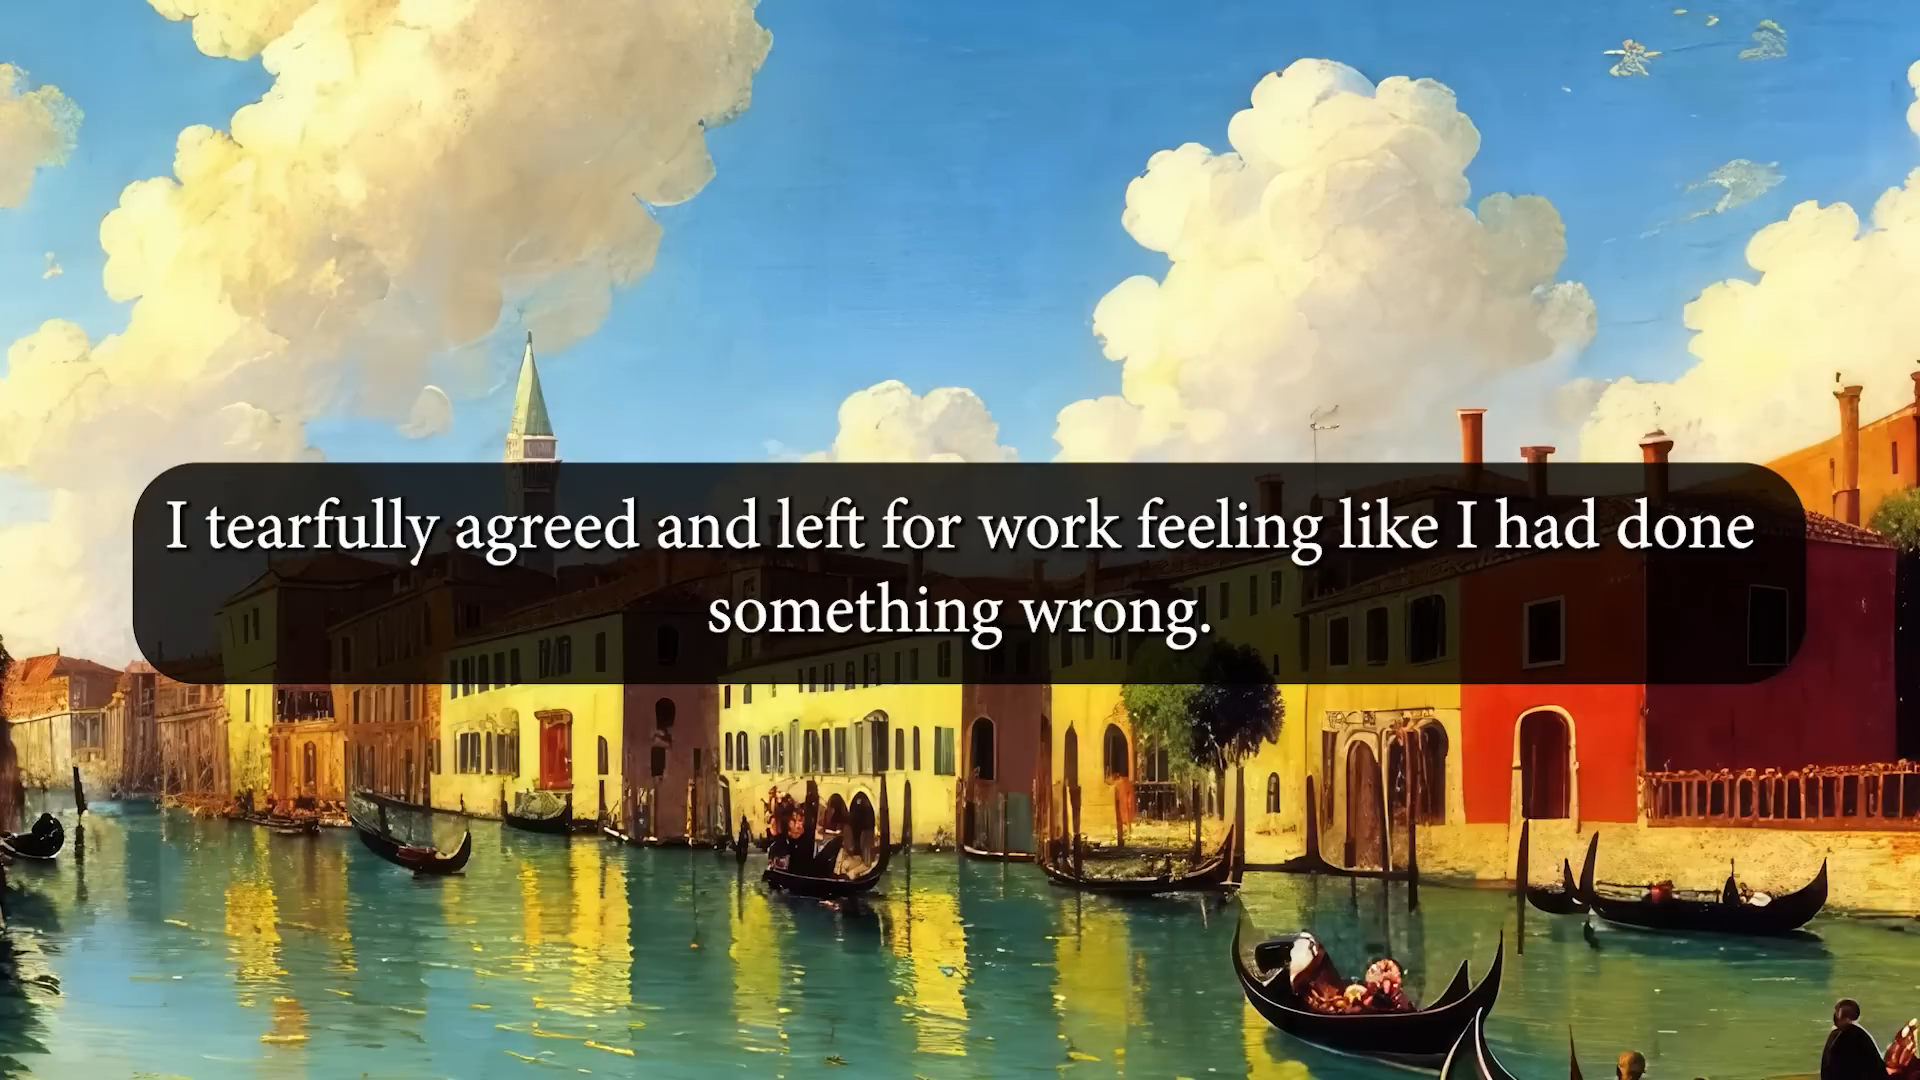 I tearfully agreed and left for work feeling like I had done
something wrong.